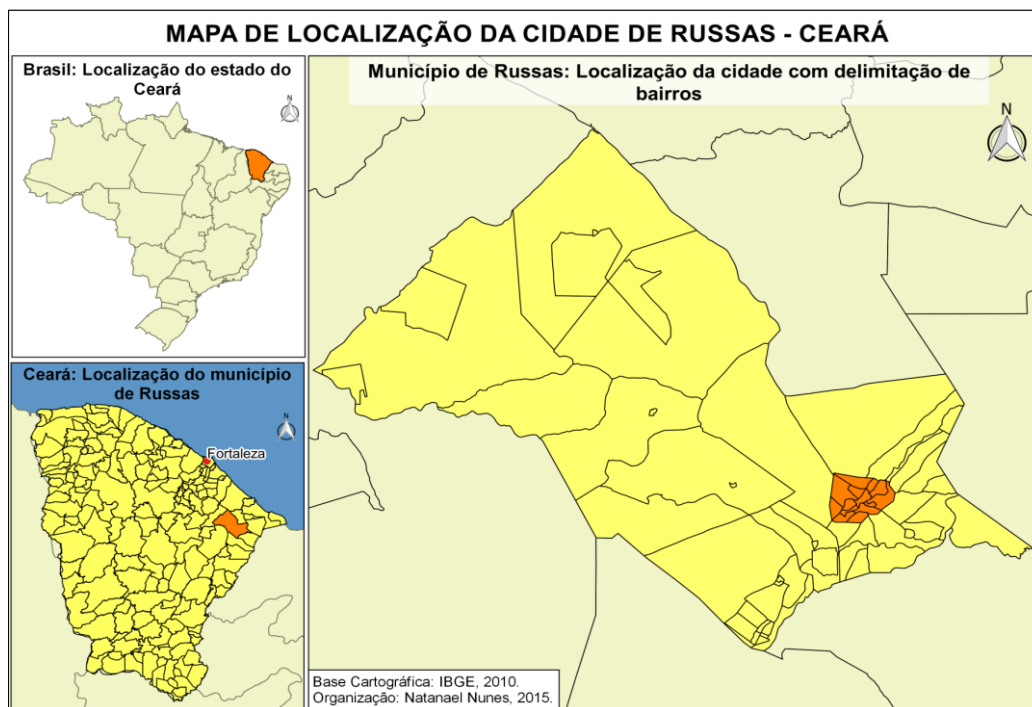 MAPA DE LOCALIZAÇÃO DA CIDADE DE RUSSAS - CEARÁ
Brasil: Localização do estado do
Ceará
N
Ceará: Localização do município
de Russas
N
Fortaleza
Município de Russas: Localização da cidade com delimitação de
bairros
N
Base Cartográfica: IBGE, 2010.
Organização: Natanael Nunes, 2015.